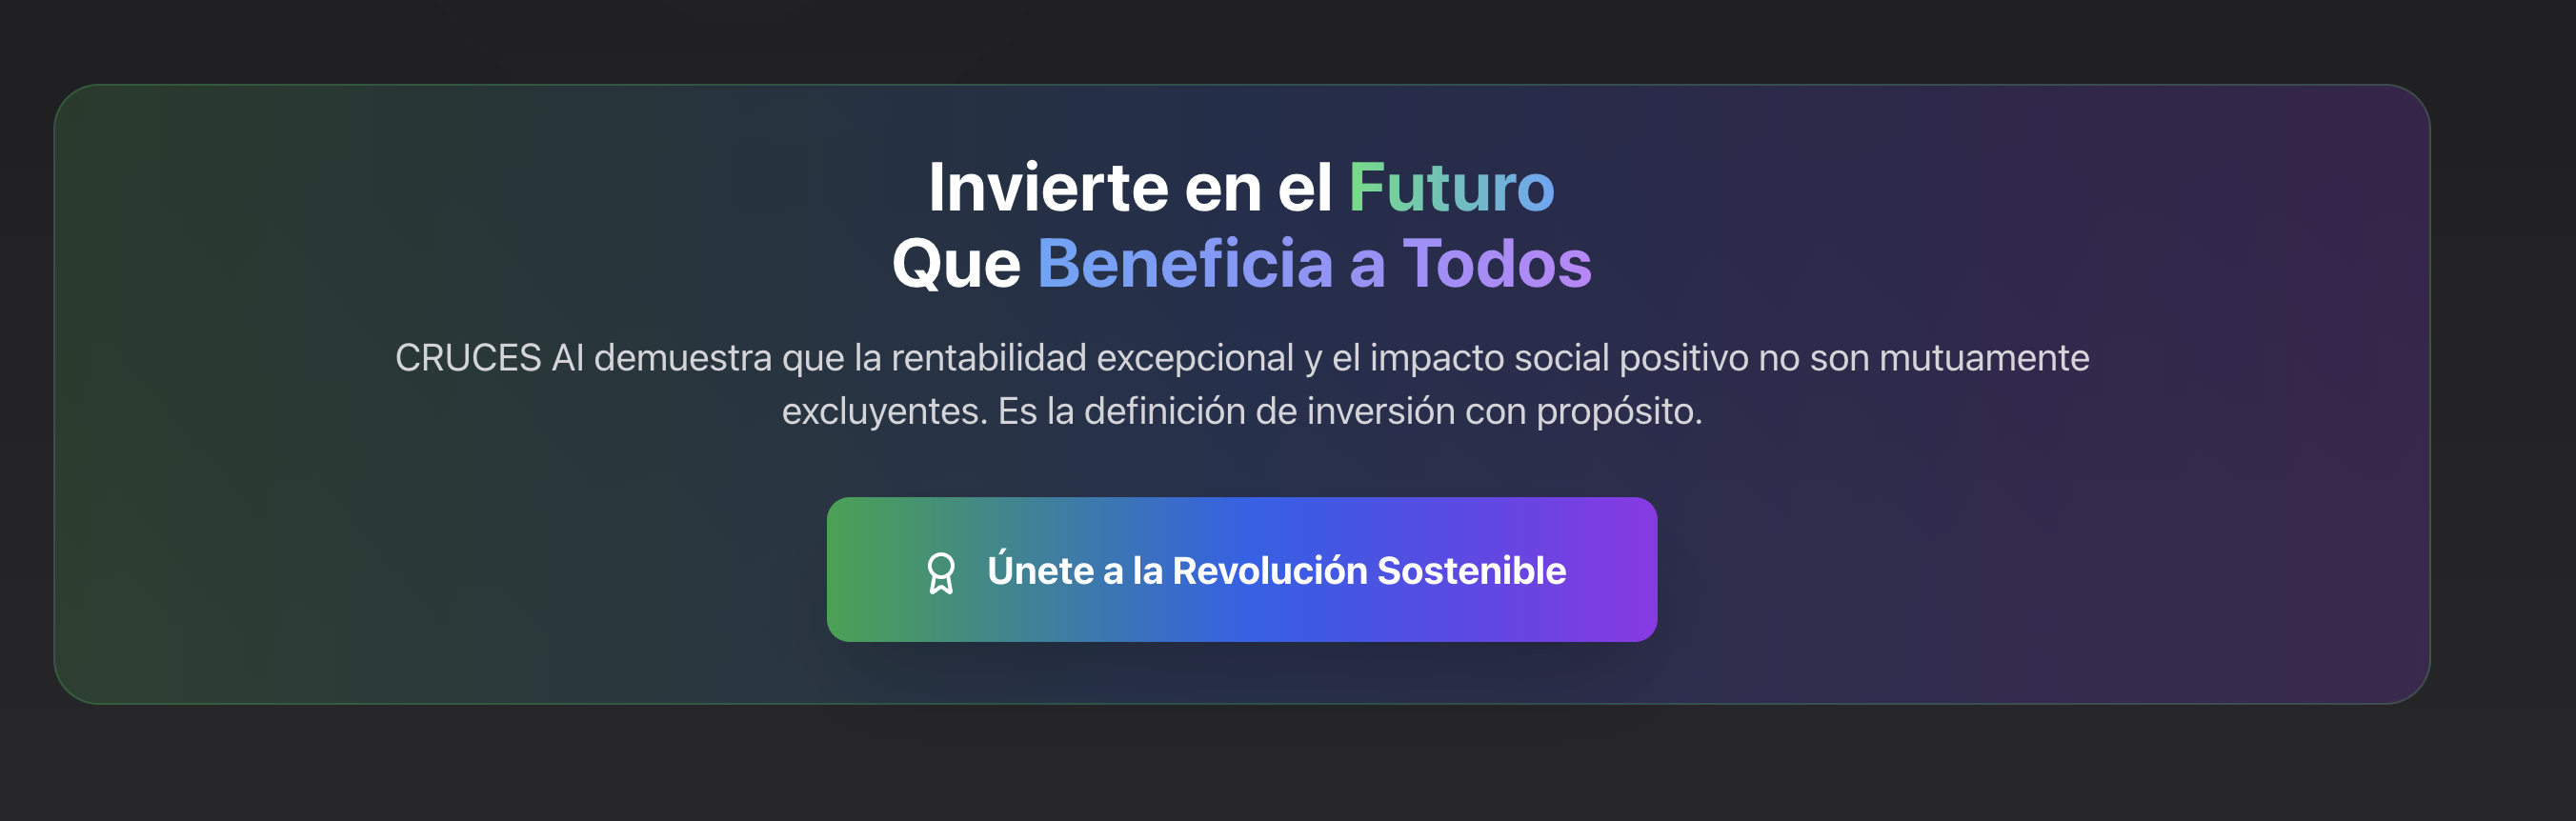 Invierte en el Futuro
Que Beneficia a Todos
CRUCES AI demuestra que la rentabilidad excepcional y el impacto social positivo no son mutuamente
excluyentes. Es la definición de inversión con propósito.
Únete a la Revolución Sostenible